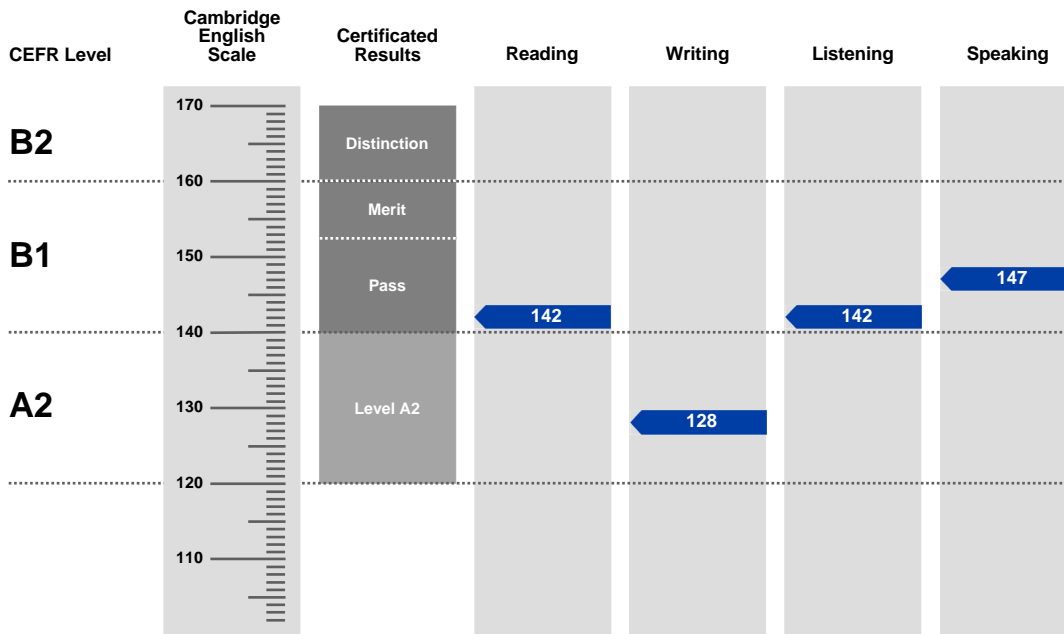 CEFR Level
Cambridge
English
Scale
Certificated
Results
Reading
Writing
Listening
Speaking
170
B2
Distinction
160
Merit
B1
150
Pass
147
142
142
140
A2
130
Level A2
128
120
110